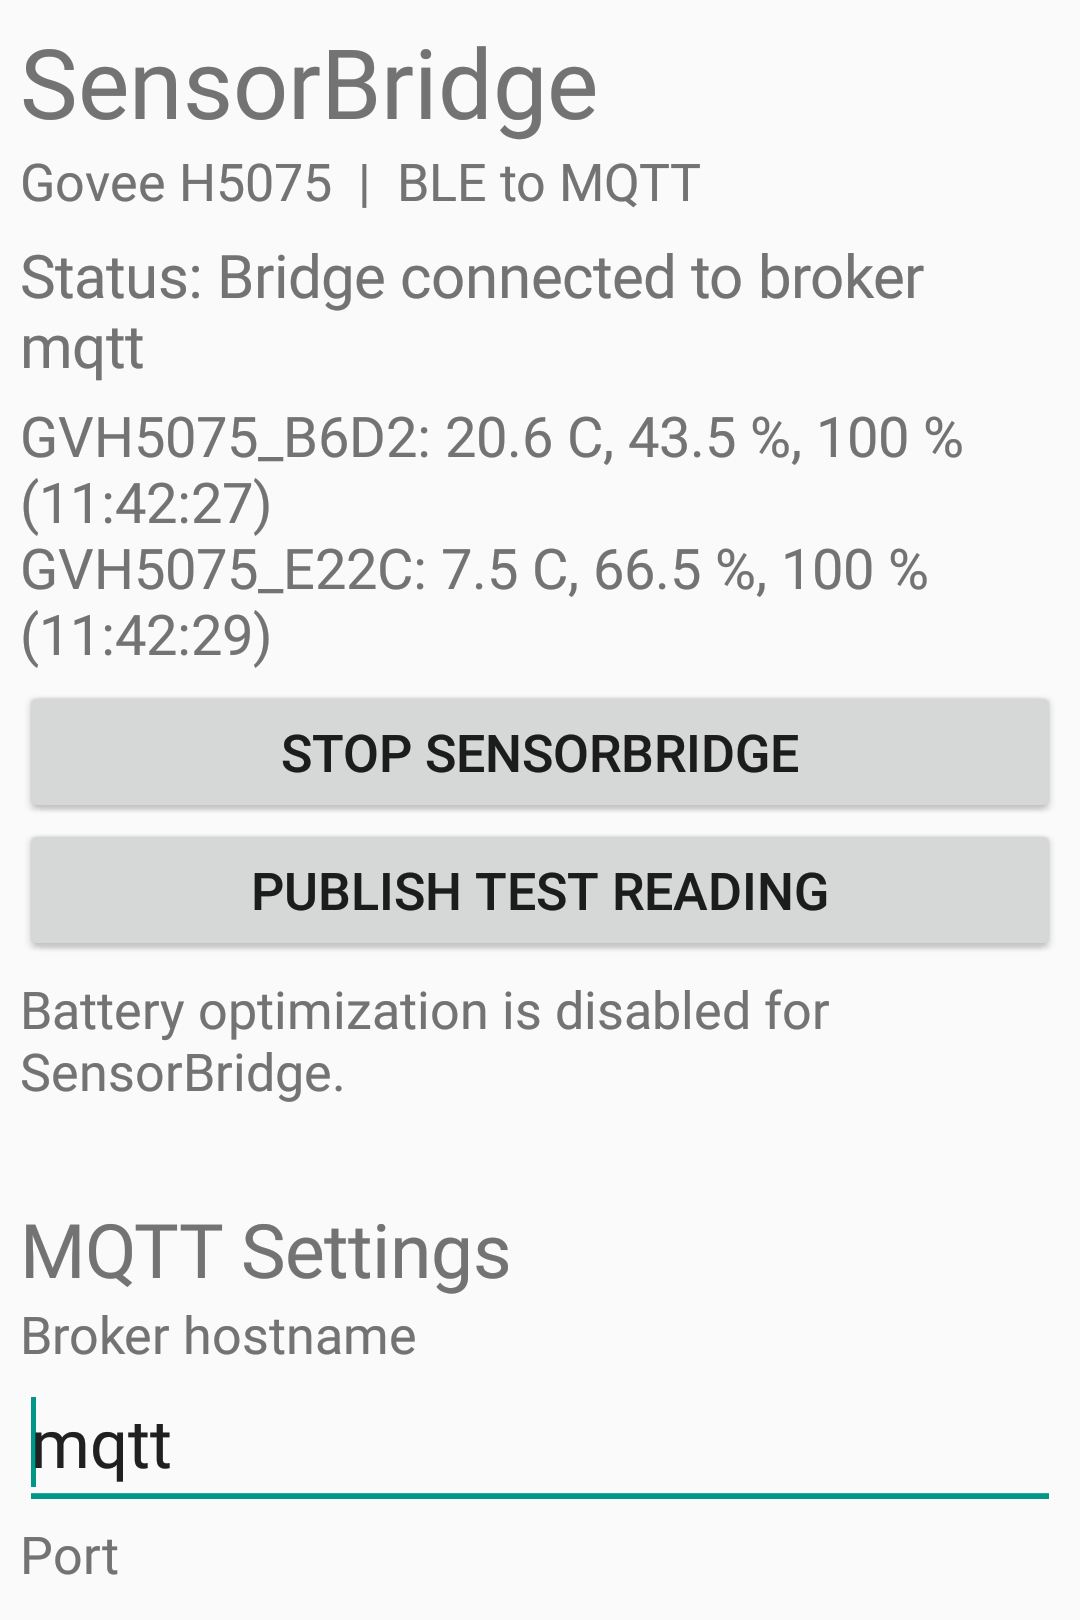 SensorBridge
Govee H5075 | BLE to MQTT
Status: Bridge connected to broker
mqtt
GVH5075_B6D2: 20.6 C, 43.5 %, 100 %
(11:42:27)
GVH5075_E22C: 7.5 C, 66.5 %, 100 %
(11:42:29)
STOP SENSORBRIDGE
PUBLISH TEST READING
Battery optimization is disabled for
SensorBridge.
MQTT Settings
Broker hostname
mqtt
Port